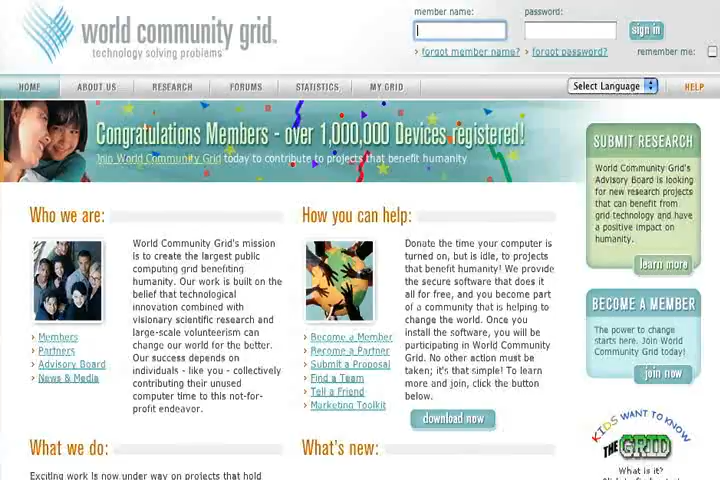 member name:
password:
sign in
world community grid
technology solving problems
forgot member name?
forgot password?
remember me:
HOME
ABOUT US
RESEARCH
FORUMS
STATISTICS
MY GRID
Select Language
HELP
Congratulations Members - over 1,000,000 Devices registered!
Join World Community Grid today to contribute to projects that benefit humanity
Who we are:
World Community Grid's mission
is to create the largest public
computing grid benefiting
humanity. Our work is built on the
belief that technological
innovation combined with
visionary scientific research and
large-scale volunteerism can
change our world for the better.
Our success depends on
individuals - like you - collectively
contributing their unused
computer time to this not-for-
profit endeavor.
Members
Partners
Advisory Board
News & Media
How you can help:
Donate the time your computer is
turned on, but is idle, to projects
that benefit humanity! We provide
the secure software that does it
all for free, and you become part
of a community that is helping to
change the world. Once you
install the software, you will be
participating in World Community
Grid. No other action must be
taken; it's that simple! To learn
more and join, click the button
below.
download now
Become a Member
Become a Partner
Submit a Proposal
Find a Team
Tell a Friend
Marketing Toolkit
SUBMIT RESEARCH
World Community Grid's
Advisory Board is looking
for new research projects
that can benefit from
grid technology and have
a positive impact on
humanity.
learn more
BECOME A MEMBER
The power to change
starts here. Join World
Community Grid today!
join now
KIDS WANT TO KNOW
THE GRID
What is it?
What we do:
Exciting work is now under way on projects that hold
What's new: